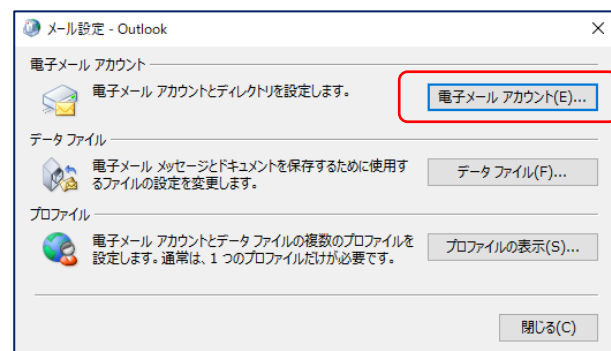 メール設定 - Outlook
電子メール アカウント
電子メール アカウントとディレクトリを設定します。
電子メール アカウント(E)...
データ ファイル
電子メール メッセージとドキュメントを保存するために使用す
るファイルの設定を変更します。
データ ファイル(F)...
プロファイル
電子メール アカウントとデータ ファイルの複数のプロファイルを
設定します。通常は、1 つのプロファイルだけが必要です。
プロファイルの表示(S)...
閉じる(C)